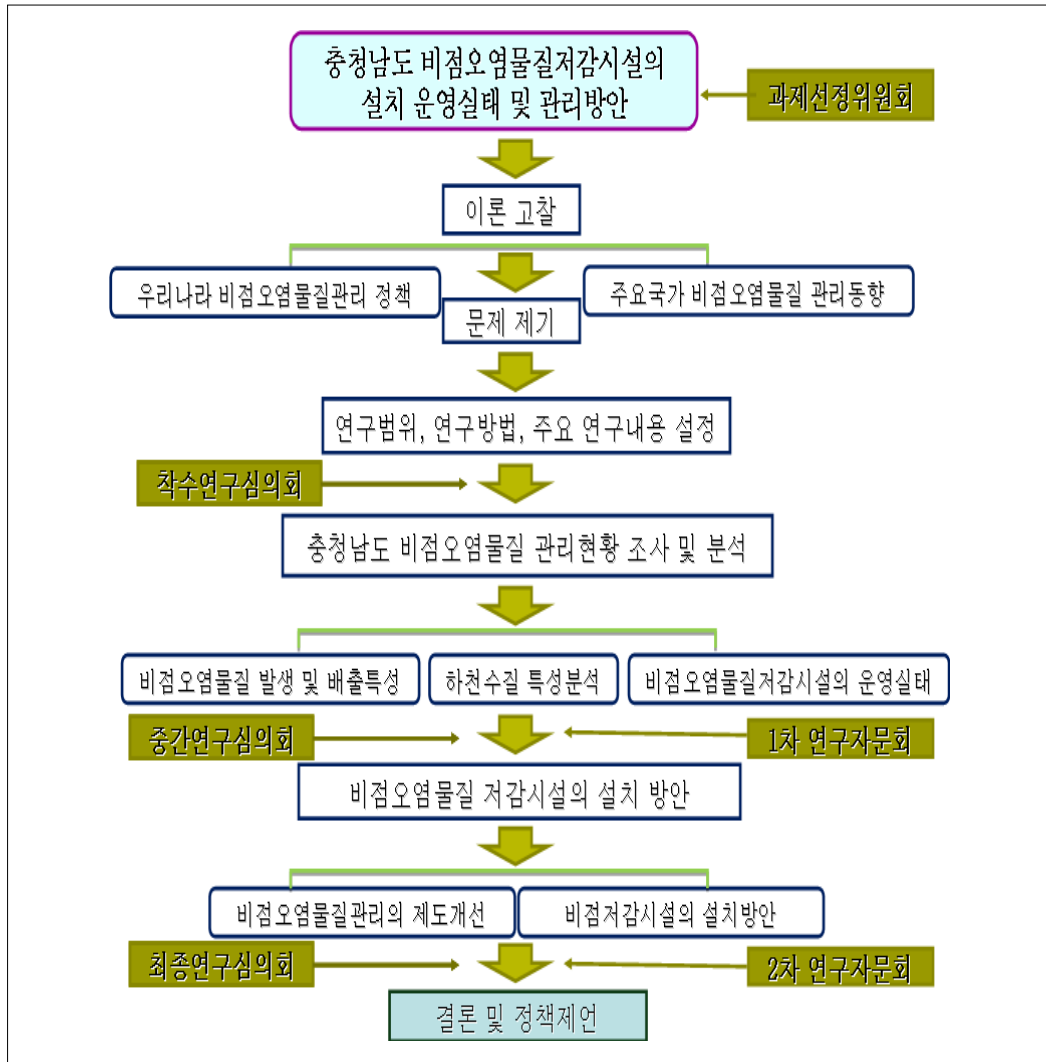 충청남도 비점오염물질저감시설의
설치 운영실태 및 관리방안
과제선정위원회
이론 고찰
우리나라 비점오염물질관리 정책
주요국가 비점오염물질 관리동향
문제 제기
연구범위, 연구방법, 주요 연구내용 설정
착수연구심의회
충청남도 비점오염물질 관리현황 조사 및 분석
비점오염물질 발생 및 배출특성
하천수질 특성분석
비점오염물질저감시설의 운영실태
중간연구심의회
1차 연구자문회
비점오염물질 저감시설의 설치 방안
비점오염물질관리의 제도개선
비점저감시설의 설치방안
최종연구심의회
2차 연구자문회
결론 및 정책제언